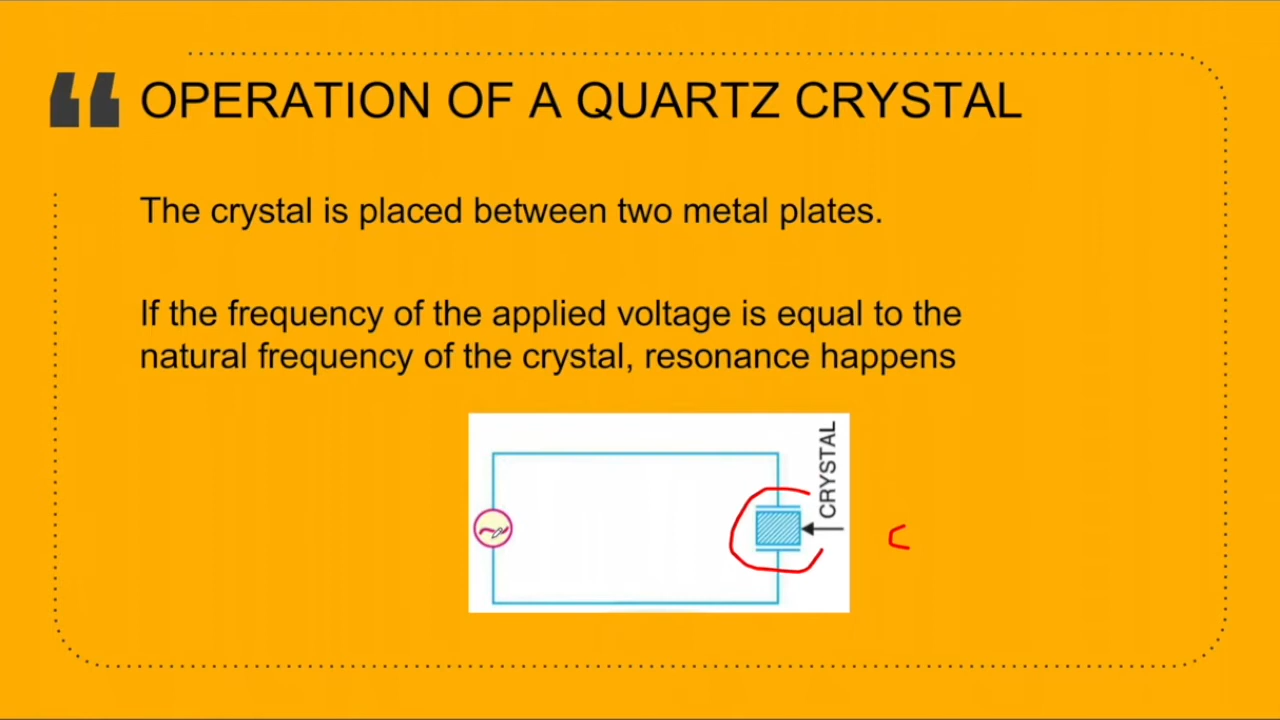 OPERATION OF A QUARTZ CRYSTAL
The crystal is placed between two metal plates.
If the frequency of the applied voltage is equal to the
natural frequency of the crystal, resonance happens
CRYSTAL